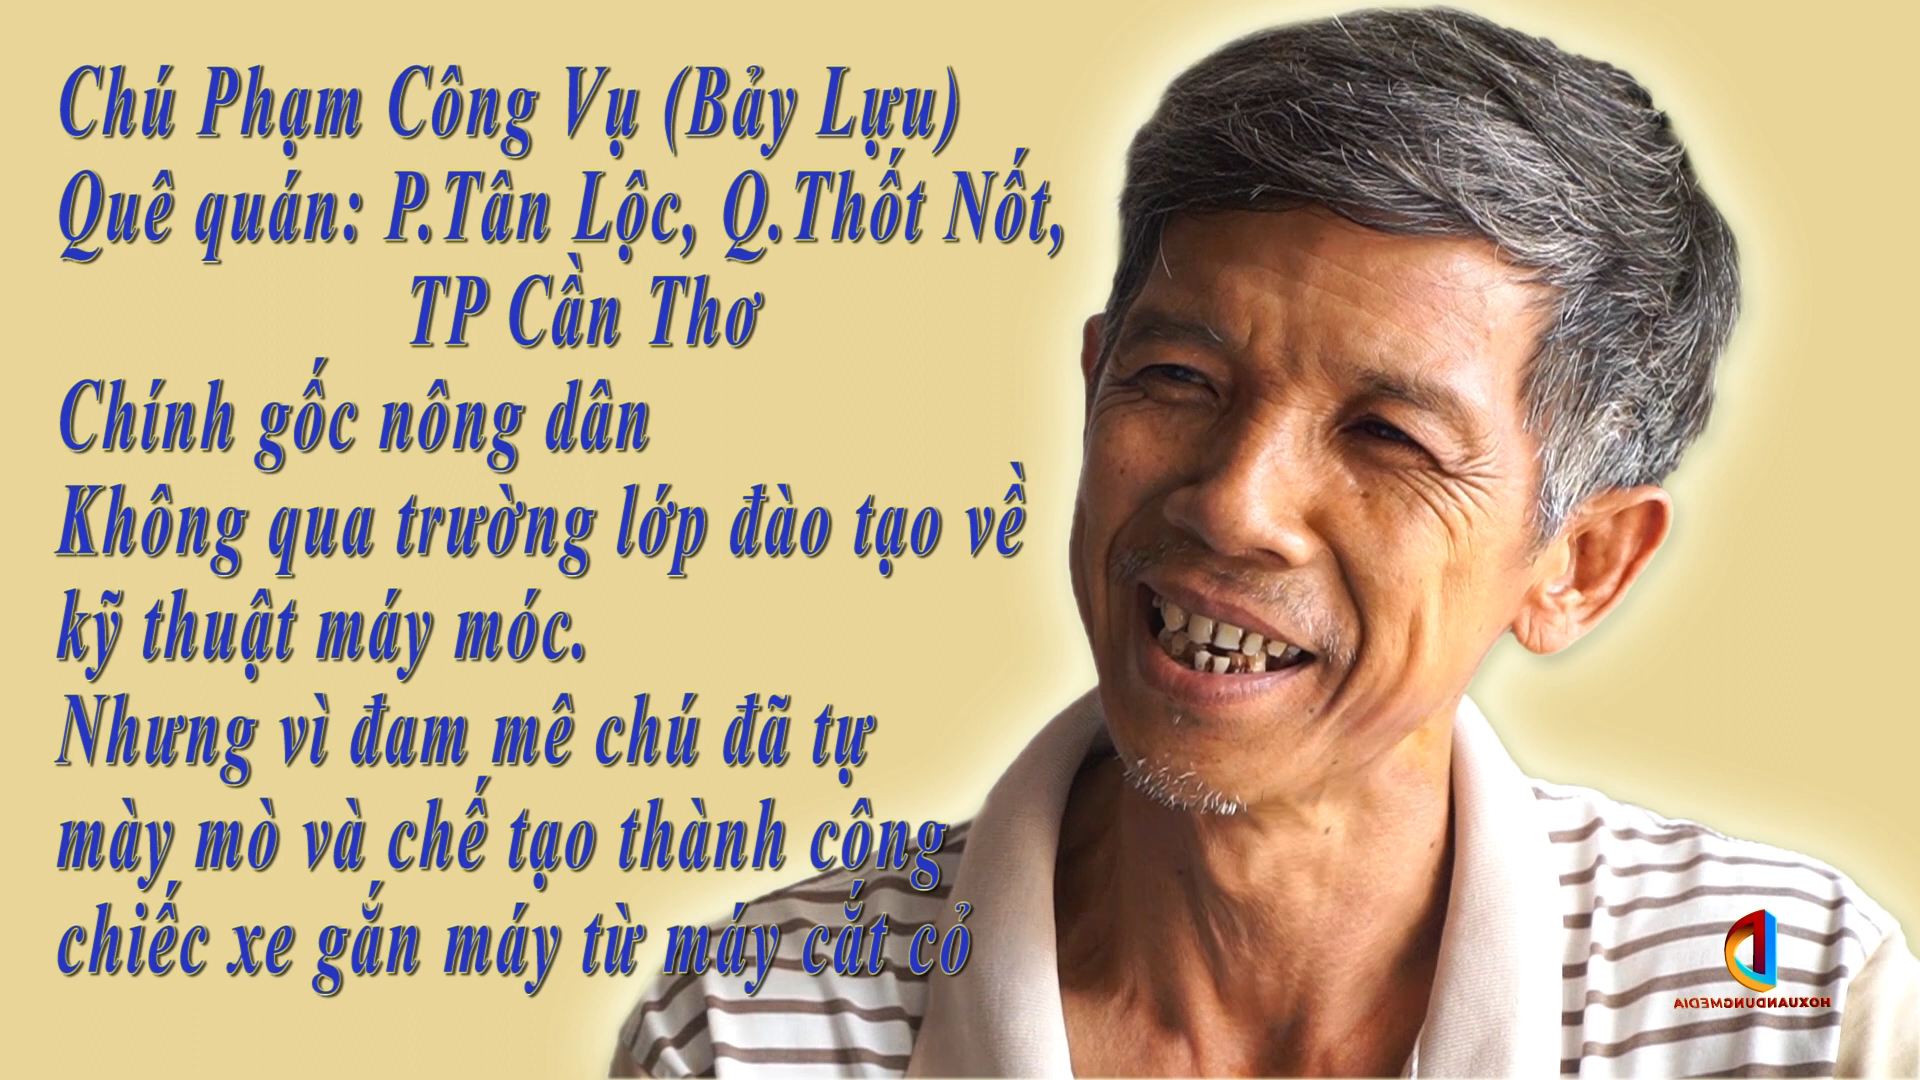 Chú Phạm Công Vụ (Bảy Lựu)
Quê quán: P.Tân Lộc, Q.Thốt Nốt,
TP Cần Thơ
Chính gốc nông dân
Không qua trường lớp đào tạo về
kỹ thuật máy móc.
Nhưng vì đam mê chú đã tự
mày mò và chế tạo thành công
chiếc xe gắn máy từ máy cắt cỏ
HOXUANDUNGMEDIA